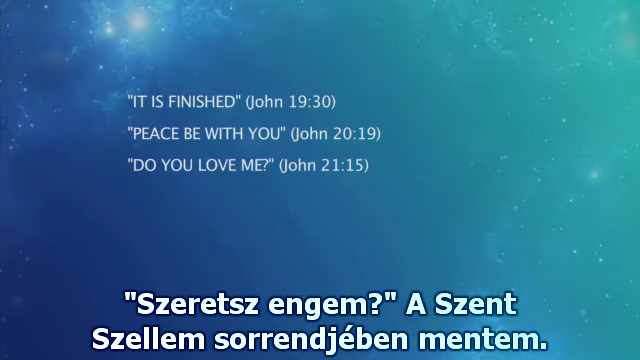 "IT IS FINISHED" (John 19:30)
"PEACE BE WITH YOU" (John 20:19)
"DO YOU LOVE ME?" (John 21:15)
"Szeretsz engem?" A Szent
Szellem sorrendjében mentem.